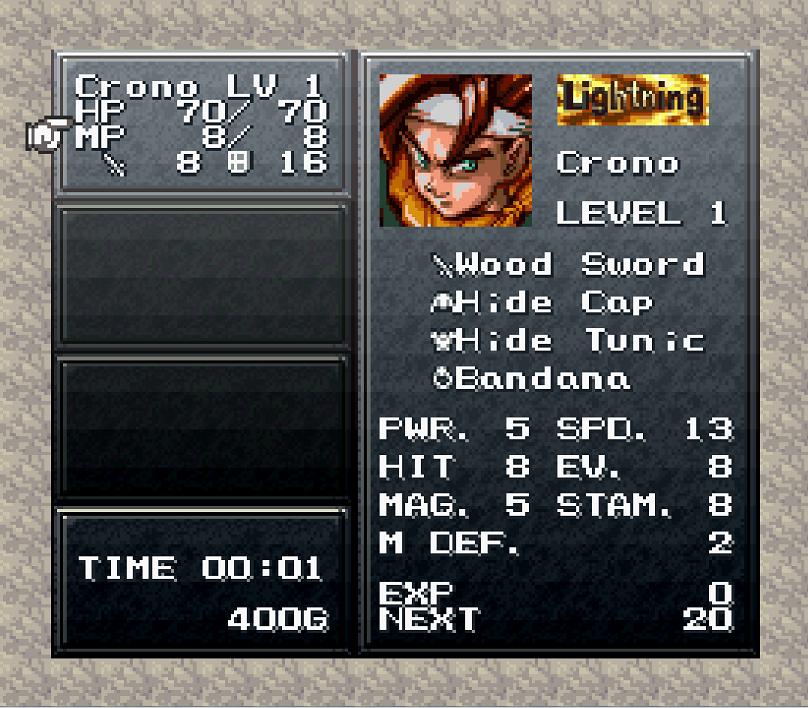 Crono LV 1
HP 70/ 70
MP 8/ 8
8 16
TIME 00:01
400G
Lightning
Crono
LEVEL 1
Wood Sword
Hide Cap
Hide Tunic
Bandana
PWR. 5 SPD. 13
HIT 8 EV. 8
MAG. 5 STAM. 8
M DEF. 2
EXP 0
NEXT 20